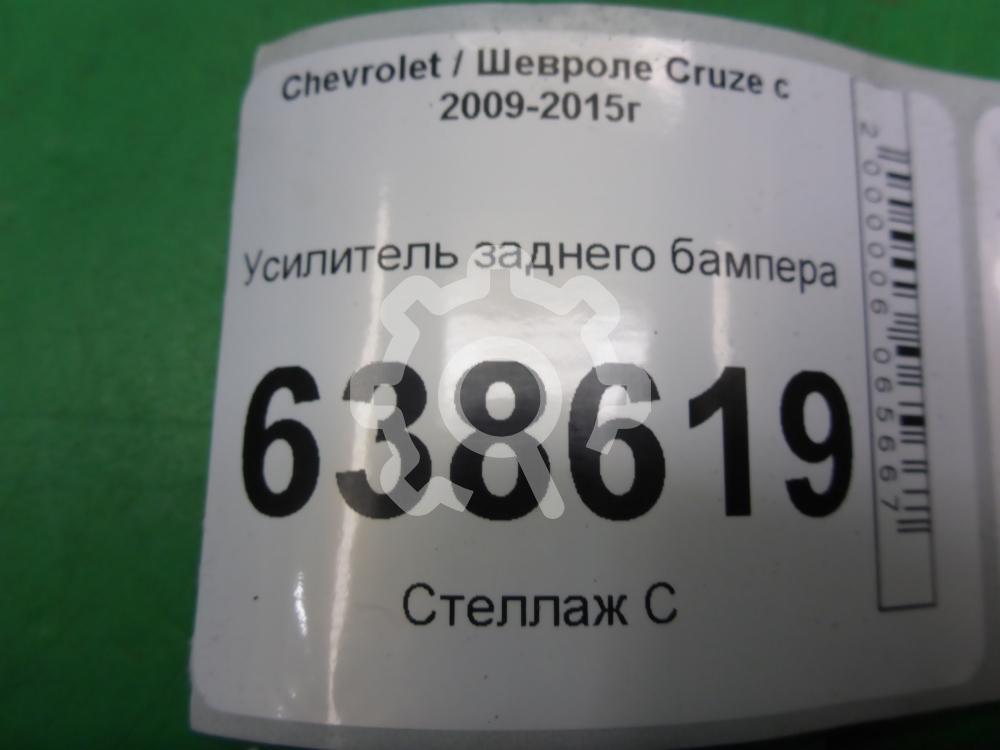 Chevrolet / Шевроле Cruze с
2009-2015г
Усилитель заднего бампера
638619
Стеллаж С
2000006065667